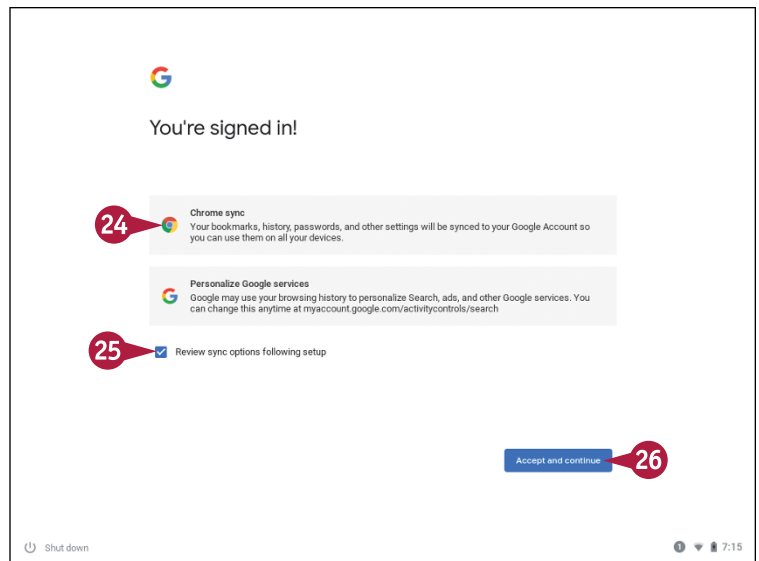 You're signed in!
24
Chrome sync
Your bookmarks, history, passwords, and other settings will be synced to your Google Account so
you can use them on all your devices.
Personalize Google services
Google may use your browsing history to personalize Search, ads, and other Google services. You
can change this anytime at myaccount.google.com/activitycontrols/search
25
Review sync options following setup
Accept and continue
26
Shut down
1 7:15